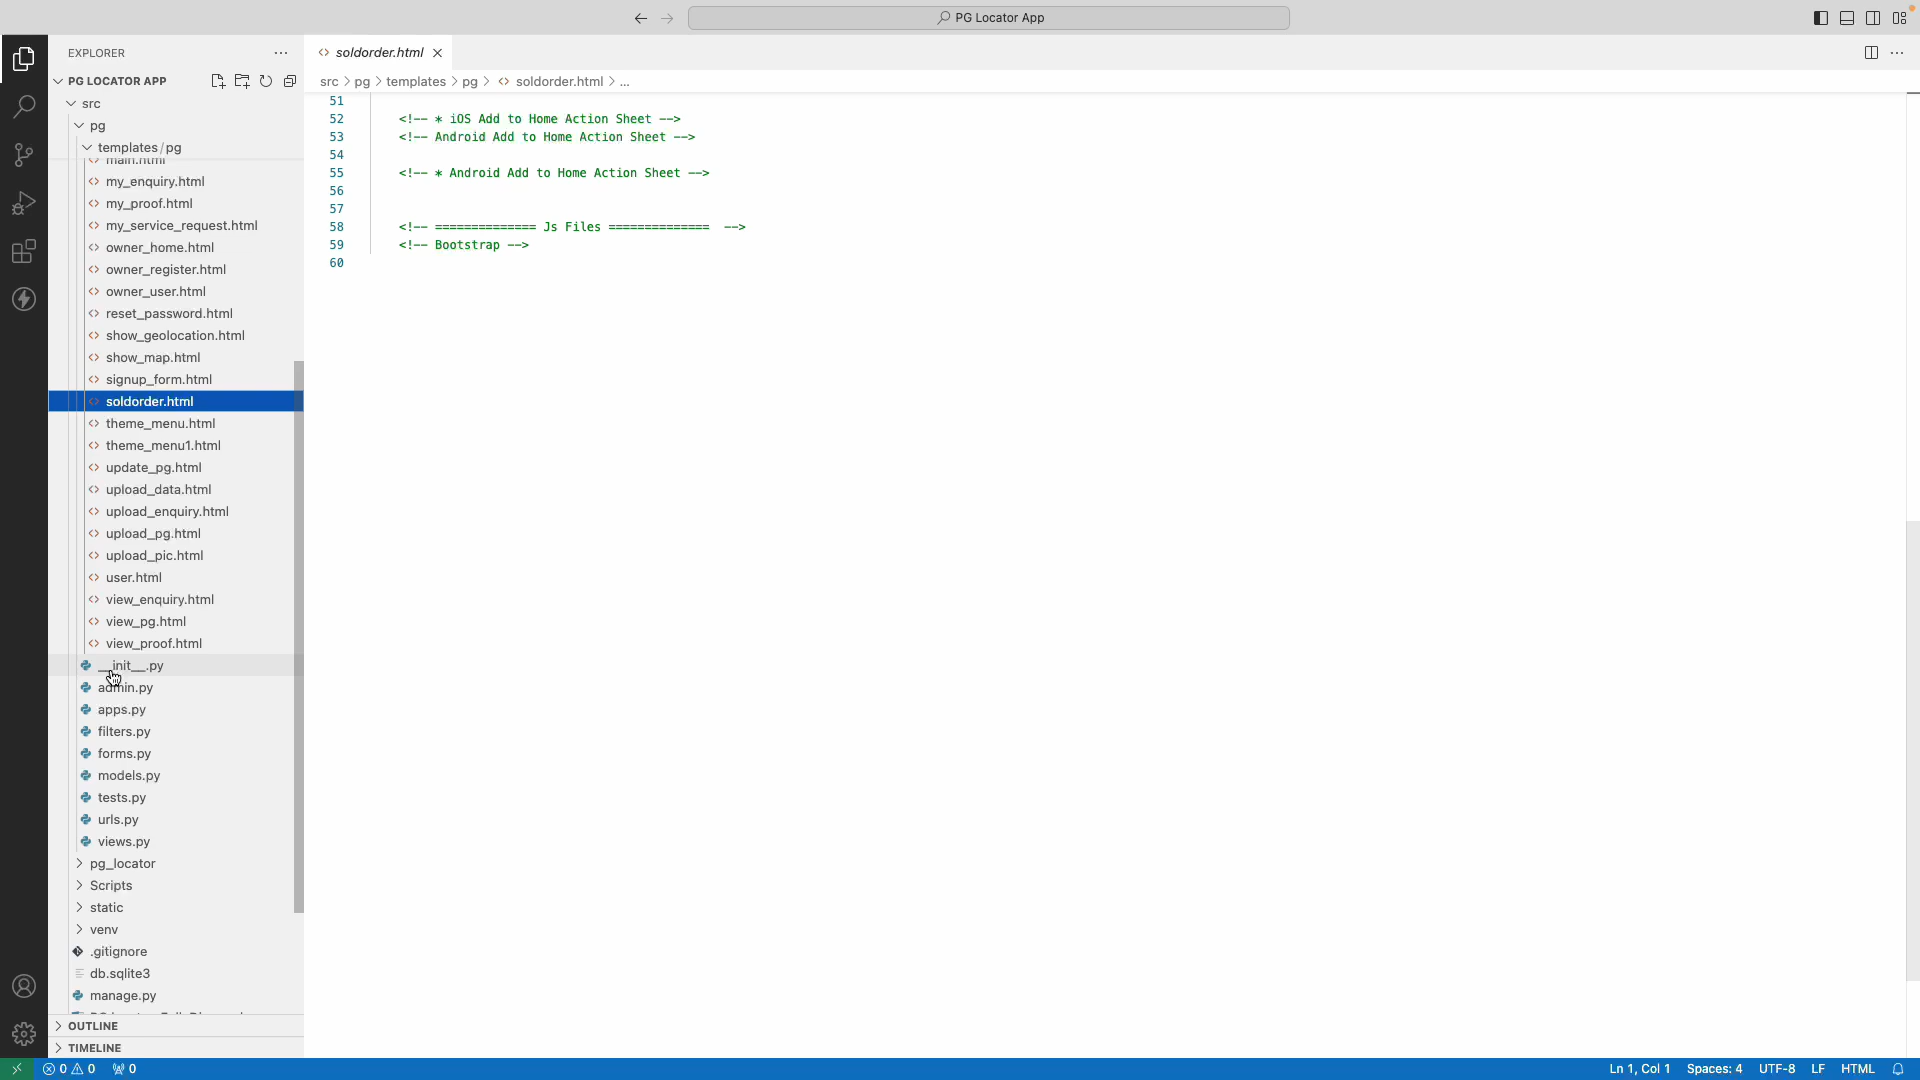 PG Locator App
EXPLORER
PG LOCATOR APP
src
pg
templates/pg
main.html
my_enquiry.html
my_proof.html
my_service_request.html
owner_home.html
owner_register.html
owner_user.html
reset_password.html
show_geolocation.html
show_map.html
signup_form.html
soldorder.html
theme_menu.html
theme_menu1.html
update_pg.html
upload_data.html
upload_enquiry.html
upload_pg.html
upload_pic.html
user.html
view_enquiry.html
view_pg.html
view_proof.html
__init__.py
admin.py
apps.py
filters.py
forms.py
models.py
tests.py
urls.py
views.py
pg_locator
Scripts
static
venv
.gitignore
db.sqlite3
manage.py
OUTLINE
TIMELINE
soldorder.html
src > pg > templates > pg > soldorder.html > ...
51
52 <!-- * iOS Add to Home Action Sheet -->
53 <!-- Android Add to Home Action Sheet -->
54
55 <!-- * Android Add to Home Action Sheet -->
56
57
58 <!-- ============== Js Files ============== -->
59 <!-- Bootstrap -->
60
0 0 0 Ln 1, Col 1 Spaces: 4 UTF-8 LF HTML